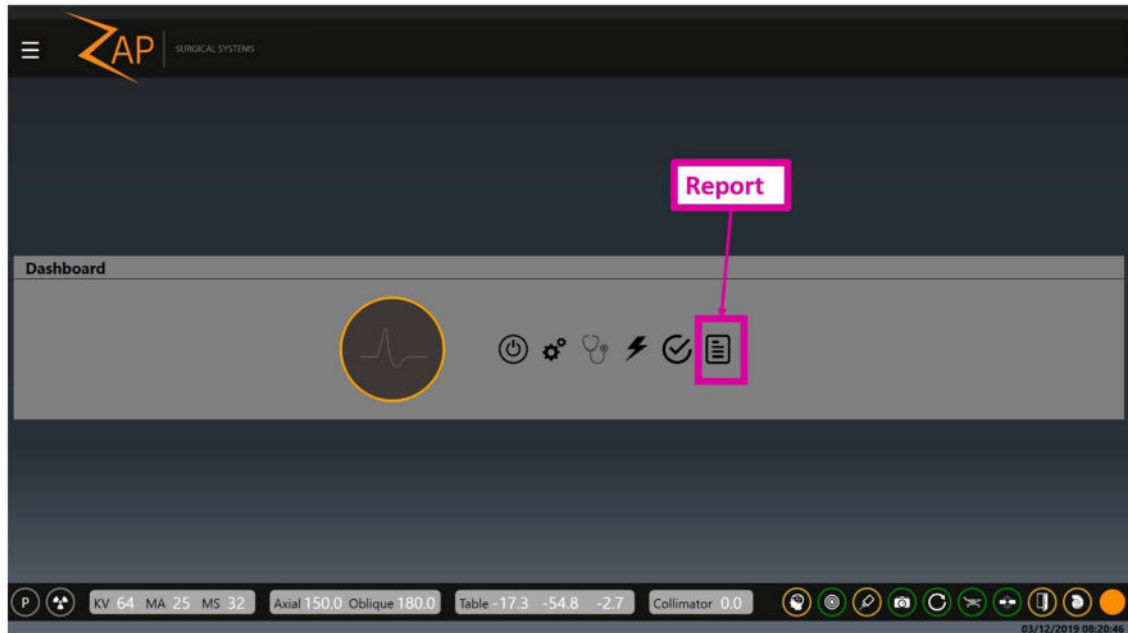 ZAP SURGICAL SYSTEMS
Report
Dashboard
P KV 64 MA 25 MS 32 Axial 150.0 Oblique 180.0 Table -17.3 -54.8 -2.7 Collimator 0.0
03/12/2019 08:20:46